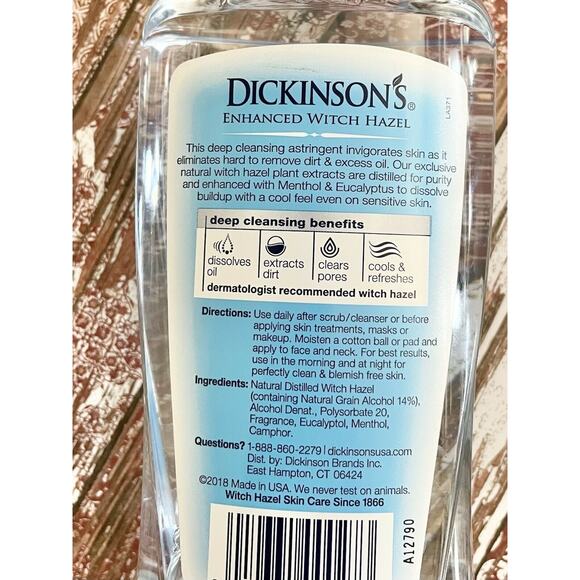 DICKINSON'S®
ENHANCED WITCH HAZEL
LA371
This deep cleansing astringent invigorates skin as it
eliminates hard to remove dirt & excess oil. Our exclusive
natural witch hazel plant extracts are distilled for purity
and enhanced with Menthol & Eucalyptus to dissolve
buildup with a cool feel even on sensitive skin.
deep cleansing benefits
dissolves oil
extracts dirt
clears pores
cools & refreshes
dermatologist recommended witch hazel
Directions: Use daily after scrub/cleanser or before
applying skin treatments, masks or
makeup. Moisten a cotton ball or pad and
apply to face and neck. For best results,
use in the morning and at night for
perfectly clean & blemish free skin.
Ingredients: Natural Distilled Witch Hazel
(containing Natural Grain Alcohol 14%),
Alcohol Denat., Polysorbate 20,
Fragrance, Eucalyptol, Menthol,
Camphor.
Questions? 1-888-860-2279 | dickinsonsusa.com
Dist. by: Dickinson Brands Inc.
East Hampton, CT 06424
©2018 Made in USA. We never test on animals.
Witch Hazel Skin Care Since 1866
A12790